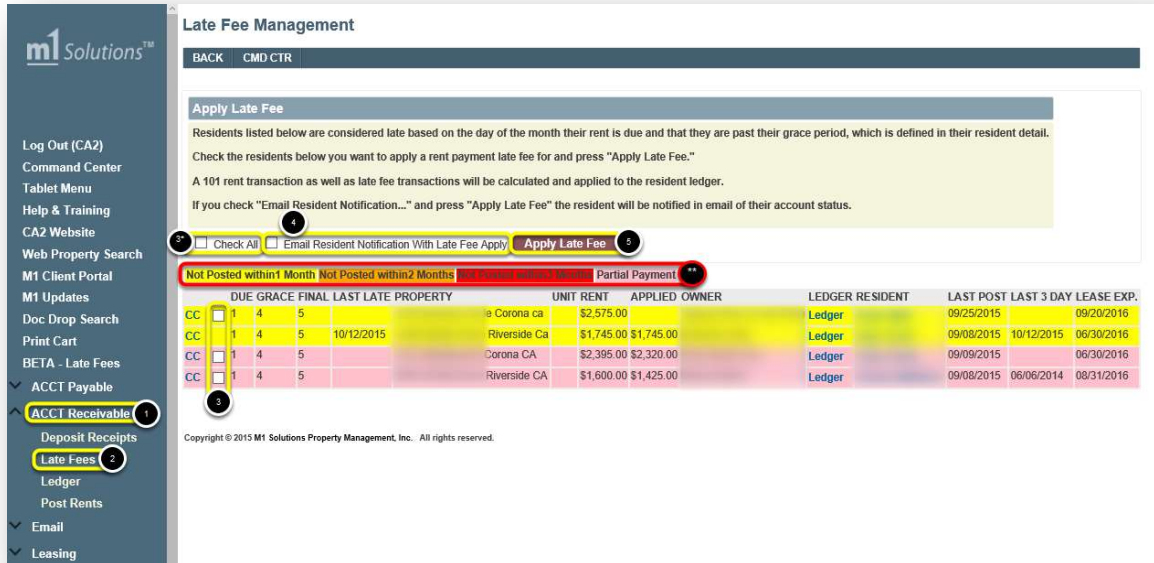 m1 Solutions™
Log Out (CA2)
Command Center
Tablet Menu
Help & Training
CA2 Website
Web Property Search
M1 Client Portal
M1 Updates
Doc Drop Search
Print Cart
BETA - Late Fees
ACCT Payable
ACCT Receivable 1
Deposit Receipts
Late Fees 2
Ledger
Post Rents
Email
Leasing
Late Fee Management
BACK CMD CTR
Apply Late Fee
Residents listed below are considered late based on the day of the month their rent is due and that they are past their grace period, which is defined in their resident detail.
Check the residents below you want to apply a rent payment late fee for and press "Apply Late Fee."
A 101 rent transaction as well as late fee transactions will be calculated and applied to the resident ledger.
If you check "Email Resident Notification..." and press "Apply Late Fee" the resident will be notified in email of their account status.
4
3* Check All Email Resident Notification With Late Fee Apply Apply Late Fee 5
Not Posted within1 Month Not Posted within2 Months Not Posted within3 Months Partial Payment **
DUE GRACE FINAL LAST LATE PROPERTY UNIT RENT APPLIED OWNER LEDGER RESIDENT LAST POST LAST 3 DAY LEASE EXP.
CC 1 4 5 e Corona ca $2,575.00 Ledger 09/25/2015 09/20/2016
1 4 5 10/12/2015 Riverside Ca $1,745.00 $1,745.00 Ledger 09/08/2015 10/12/2015 06/30/2016
CC 1 4 5 Corona CA $2,395.00 $2,320.00 Ledger 09/09/2015 06/30/2016
CC 1 4 5 Riverside CA $1,600.00 $1,425.00 Ledger 09/08/2015 06/06/2014 08/31/2016
3
Copyright © 2015 M1 Solutions Property Management, Inc. All rights reserved.